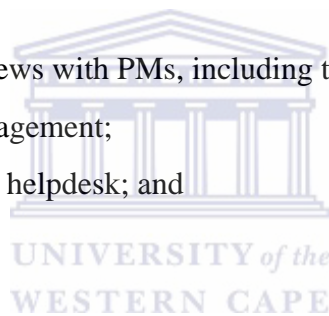 ews with PMs, including t
agement;
helpdesk; and
UNIVERSITY of the
WESTERN CAPE